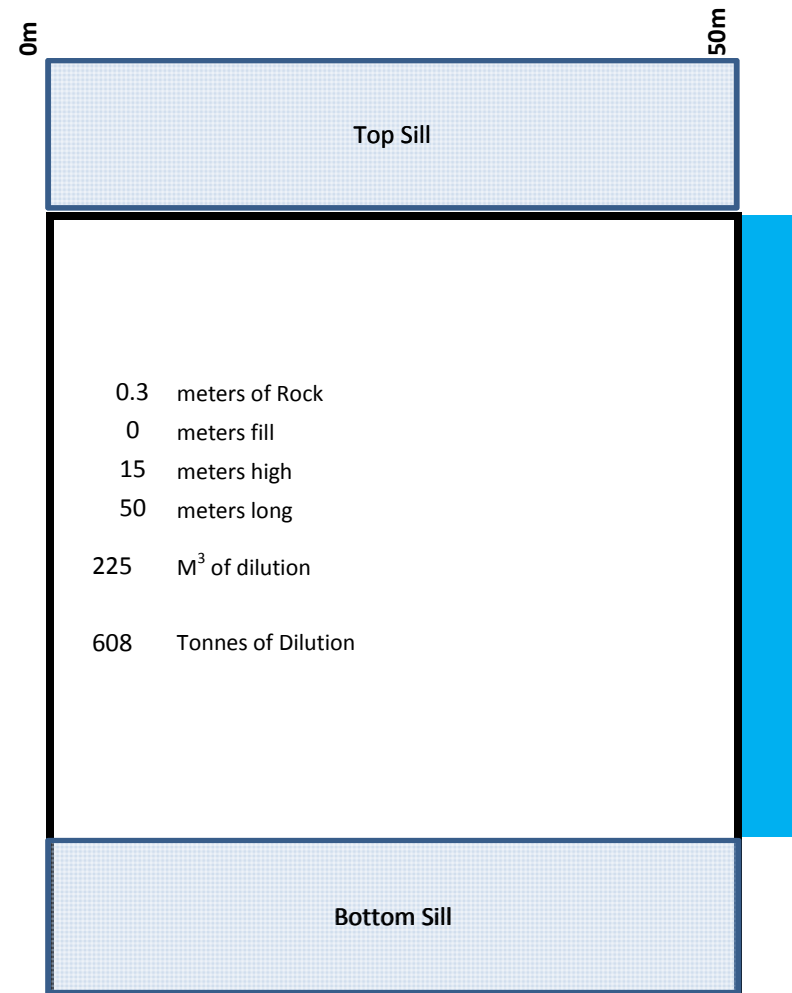 0m
50m
Top Sill
0.3 meters of Rock
0 meters fill
15 meters high
50 meters long
225 M³ of dilution
608 Tonnes of Dilution
Bottom Sill